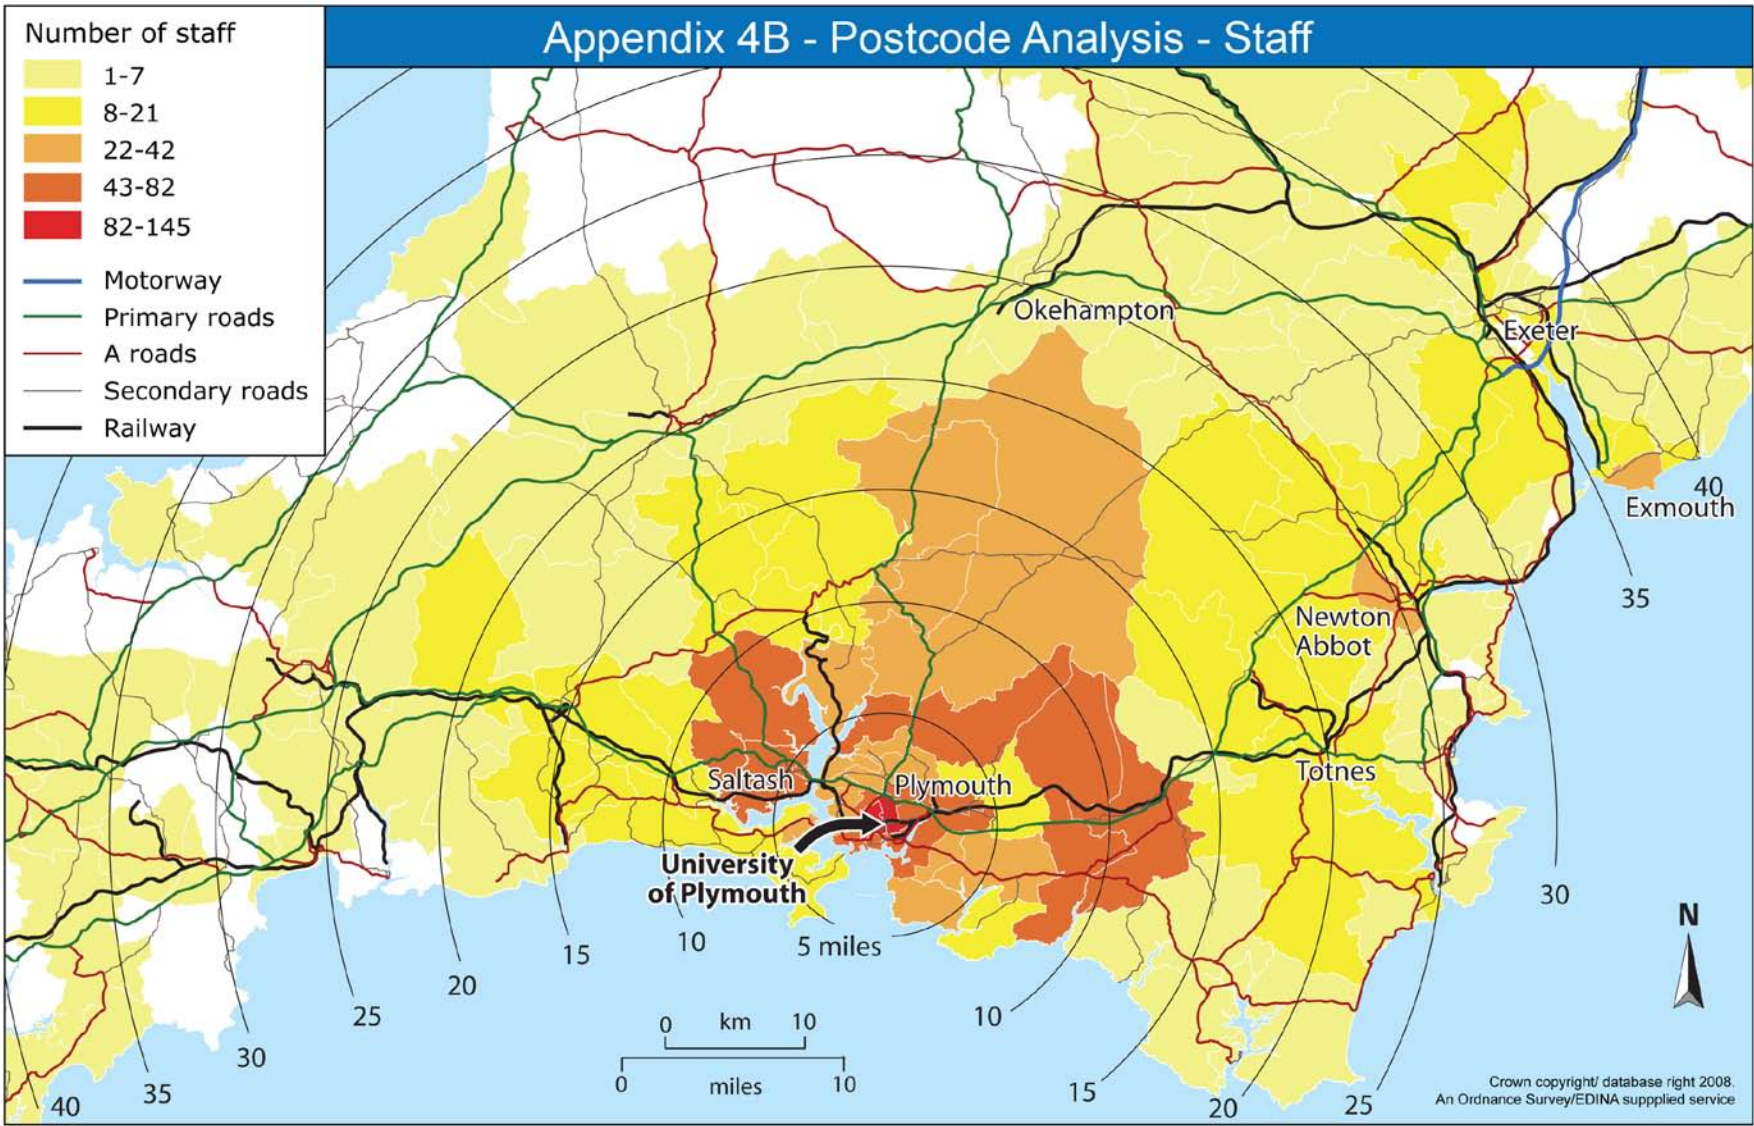 Appendix 4B - Postcode Analysis - Staff
Number of staff
1-7
8-21
22-42
43-82
82-145
Motorway
Primary roads
A roads
Secondary roads
Railway
Okehampton
Exeter
40
Exmouth
35
Newton
Abbot
Saltash
Plymouth
Totnes
University
of Plymouth
30
10
5 miles
15
20
25
10
30
35
40
15
20
25
0 km 10
0 miles 10
N
Crown copyright/ database right 2008.
An Ordnance Survey/EDINA suppplied service